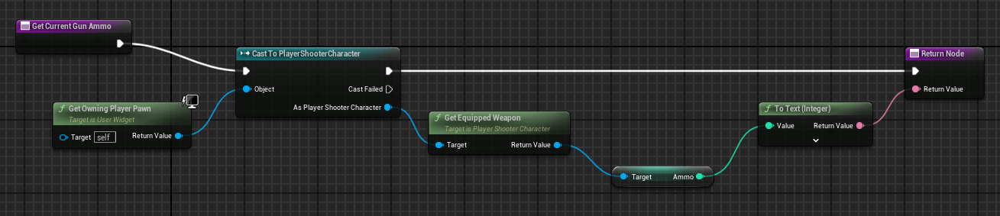 Get Current Gun Ammo
Cast To PlayerShooterCharacter
Object
Cast Failed
As Player Shooter Character
Get Owning Player Pawn
Target is User Widget
Target self
Return Value
Get Equipped Weapon
Target is Player Shooter Character
Target
Return Value
Target
Ammo
To Text (Integer)
Value
Return Value
Return Node
Return Value